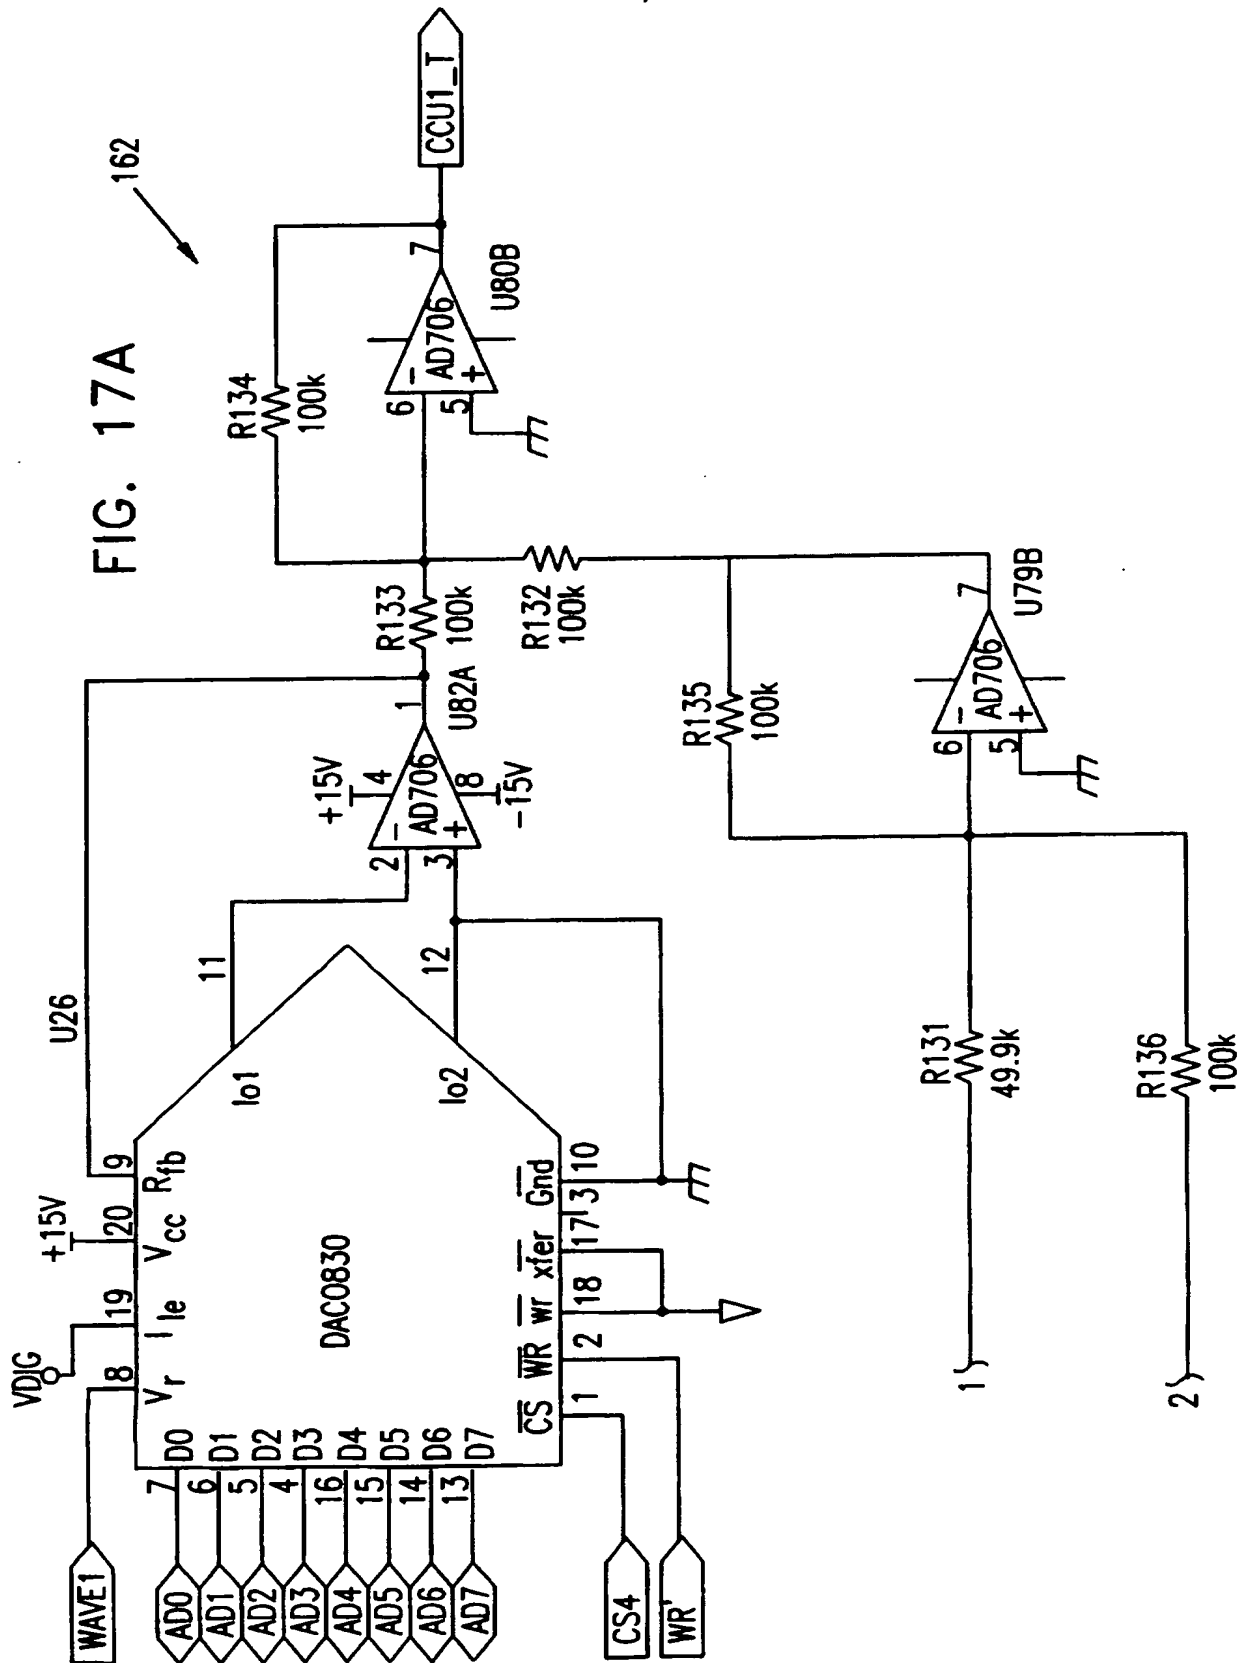 FIG. 17A
162
CCU1_T
R134
100k
7
6
5
AD706
-
+
U80B
R133
100k
R132
100k
U26
1
U82A
+15V
4
AD706
-
+
8
-15V
2
3
11
12
Io1
Io2
R135
100k
7
U79B
AD706
-
+
6
5
R131
49.9k
R136
100k
1
2
VDIG
+15V
8
19
20
9
Vr
Ile
Vcc
Rfb
DAC0830
WAVE1
AD0 7 D0
AD1 6 D1
AD2 5 D2
AD3 4 D3
AD4 16 D4
AD5 15 D5
AD6 14 D6
AD7 13 D7
CS WR wr xfer Gnd
1 2 18 17 3 10
CS4
WR'